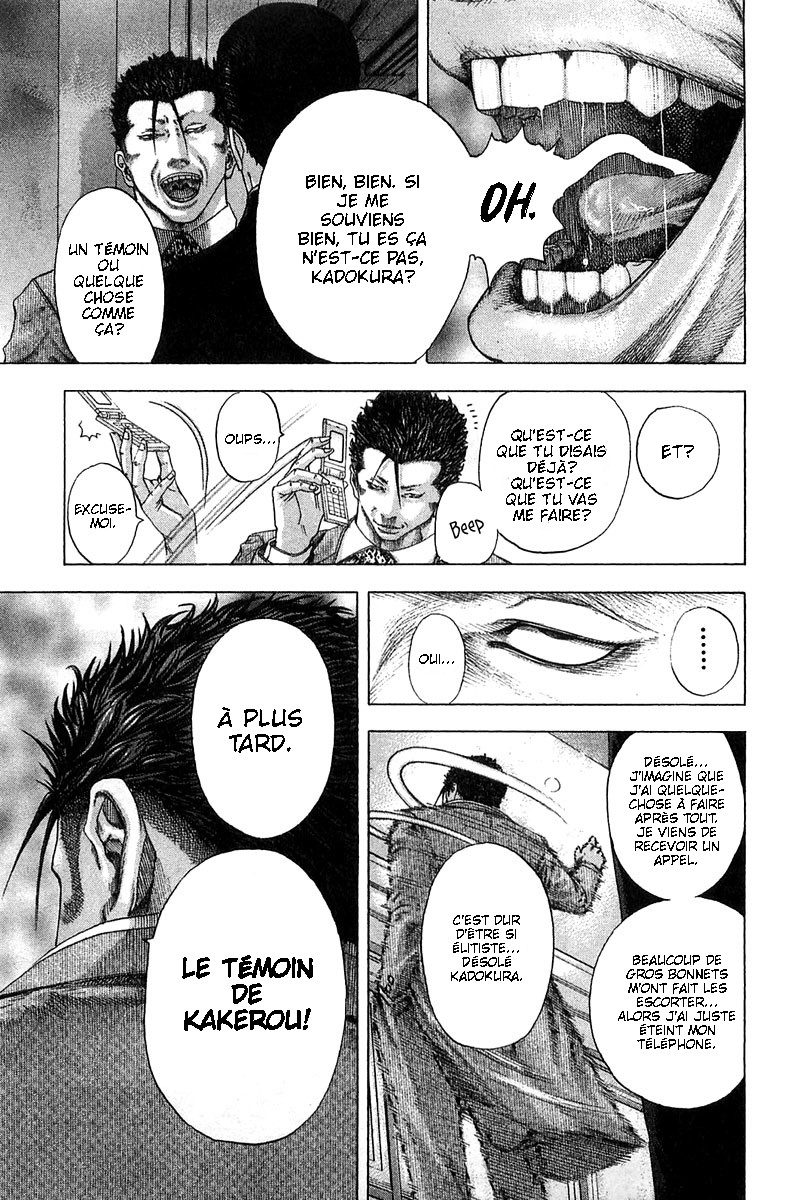 OH.
BIEN, BIEN. SI
JE ME
SOUVIENS
BIEN, TU ES ÇA
N'EST-CE PAS,
KADOKURA?
UN TÉMOIN
OU
QUELQUE
CHOSE
COMME
ÇA?
ET?
QU'EST-CE
QUE TU DISAIS
DÉJÀ?
QU'EST-CE
QUE TU VAS
ME FAIRE?
BEEP
OUPS...
EXCUSE-
MOI.
......
OUI...
DÉSOLÉ...
J'IMAGINE QUE
J'AI QUELQUE-
CHOSE À FAIRE
APRÈS TOUT.
JE VIENS DE
RECEVOIR UN
APPEL.
BEAUCOUP DE
GROS BONNETS
M'ONT FAIT LES
ESCORTER...
ALORS J'AI JUSTE
ÉTEINT MON
TÉLÉPHONE.
C'EST DUR
D'ÊTRE SI
ÉLITISTE...
DÉSOLÉ
KADOKURA.
À PLUS
TARD.
LE TÉMOIN
DE
KAKEROU!